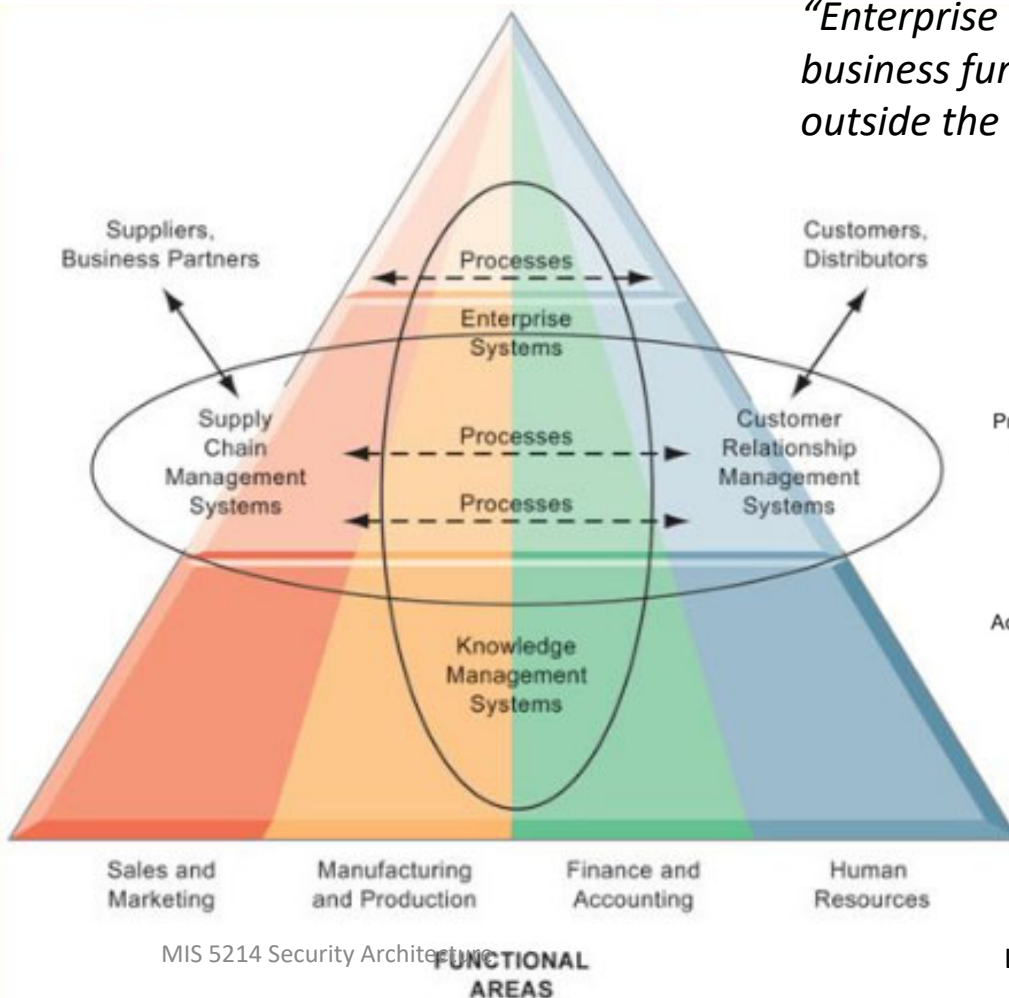 “Enterprise
business fur
outside the
Suppliers,
Business Partners
Customers,
Distributors
Processes
Enterprise
Systems
Supply
Chain
Management
Systems
Processes
Processes
Customer
Relationship
Management
Systems
Pr
Ac
Knowledge
Management
Systems
Sales and
Marketing
Manufacturing
and Production
Finance and
Accounting
Human
Resources
MIS 5214 Security Architecture
FUNCTIONAL
AREAS